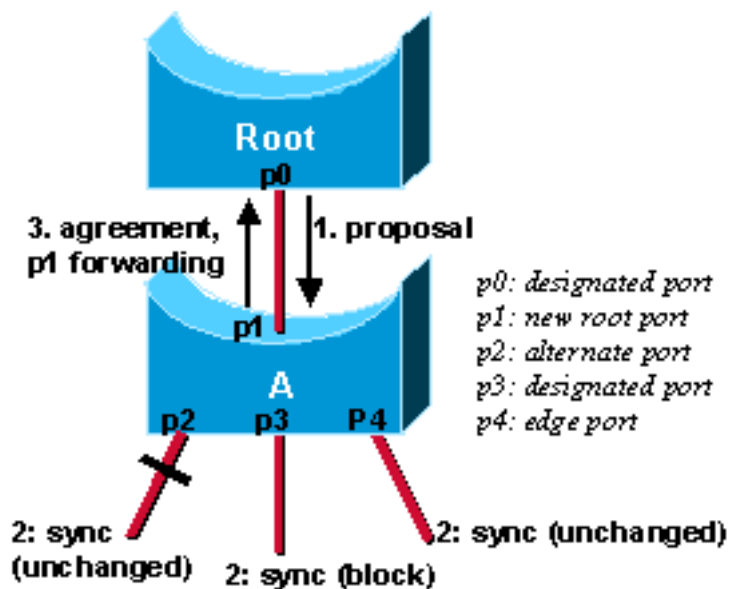 Root
p0
3. agreement,
p1 forwarding
1. proposal
p1
A
p2
p3
P4
p0: designated port
p1: new root port
p2: alternate port
p3: designated port
p4: edge port
2: sync
(unchanged)
2: sync (block)
2: sync (unchanged)